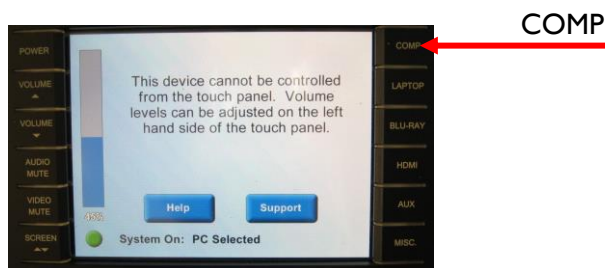 COMP
POWER
VOLUME
VOLUME
AUDIO
MUTE
VIDEO
MUTE
SCREEN
This device cannot be controlled
from the touch panel. Volume
levels can be adjusted on the left
hand side of the touch panel.
45%
Help
Support
System On: PC Selected
COMP
LAPTOP
BLU-RAY
HDMI
AUX
MISC.